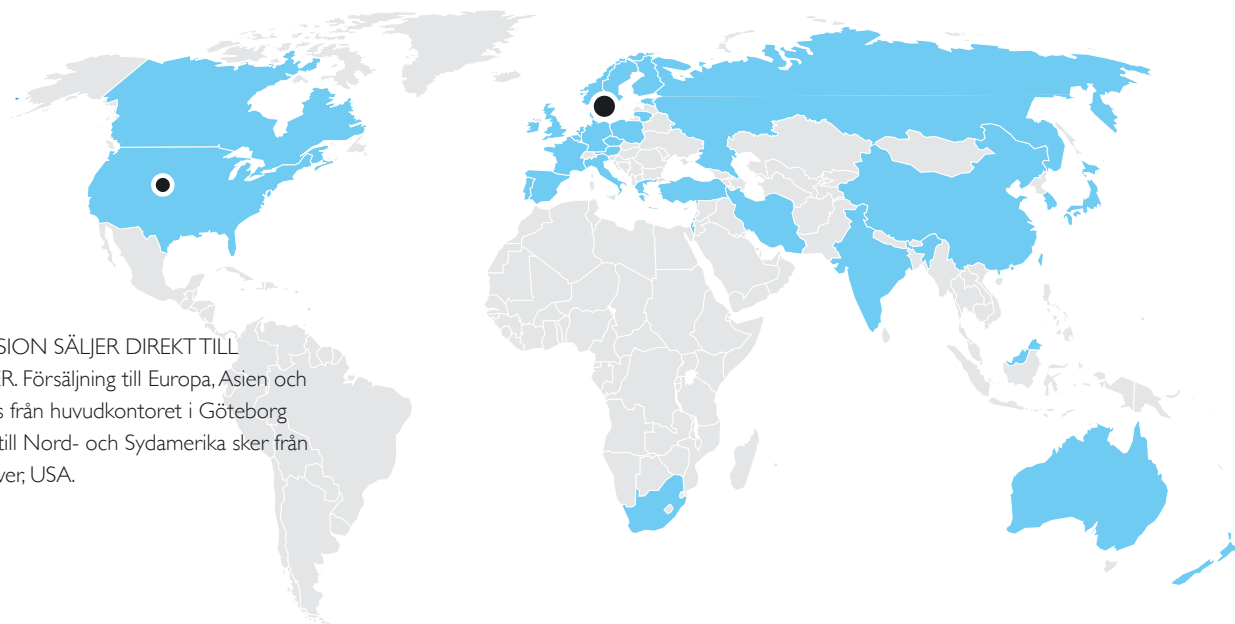 SION SÄLJER DIREKT TILL
R. Försäljning till Europa, Asien och
s från huvudkontoret i Göteborg
till Nord- och Sydamerika sker från
ver, USA.